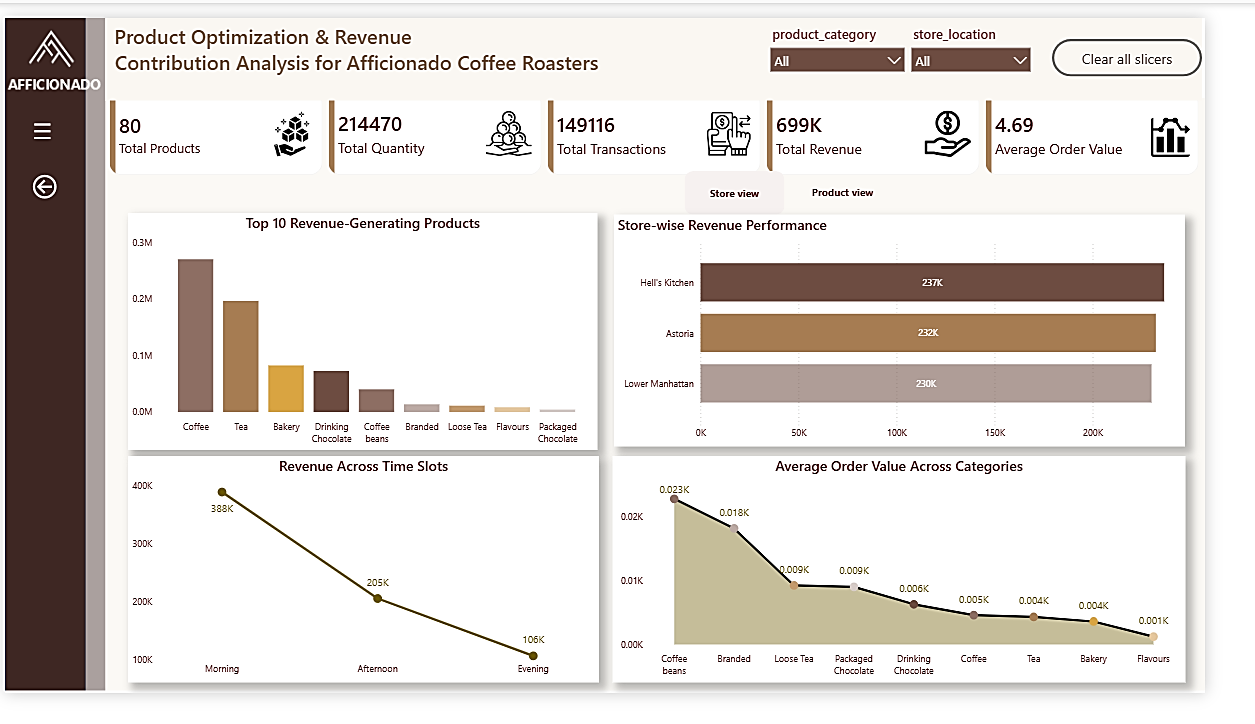 AFFICIONADO
Product Optimization & Revenue
Contribution Analysis for Afficionado Coffee Roasters
product_category
All
store_location
All
Clear all slicers
80
Total Products
214470
Total Quantity
149116
Total Transactions
699K
Total Revenue
4.69
Average Order Value
Store view
Product view
Top 10 Revenue-Generating Products
0.3M
0.2M
0.1M
0.0M
Coffee
Tea
Bakery
Drinking
Chocolate
Coffee
beans
Branded
Loose Tea
Flavours
Packaged
Chocolate
Store-wise Revenue Performance
Hell's Kitchen
237K
Astoria
232K
Lower Manhattan
230K
0K
50K
100K
150K
200K
Revenue Across Time Slots
400K
300K
200K
100K
388K
205K
106K
Morning
Afternoon
Evening
Average Order Value Across Categories
0.02K
0.01K
0.00K
0.023K
0.018K
0.009K
0.009K
0.006K
0.005K
0.004K
0.004K
0.001K
Coffee
beans
Branded
Loose Tea
Packaged
Chocolate
Drinking
Chocolate
Coffee
Tea
Bakery
Flavours